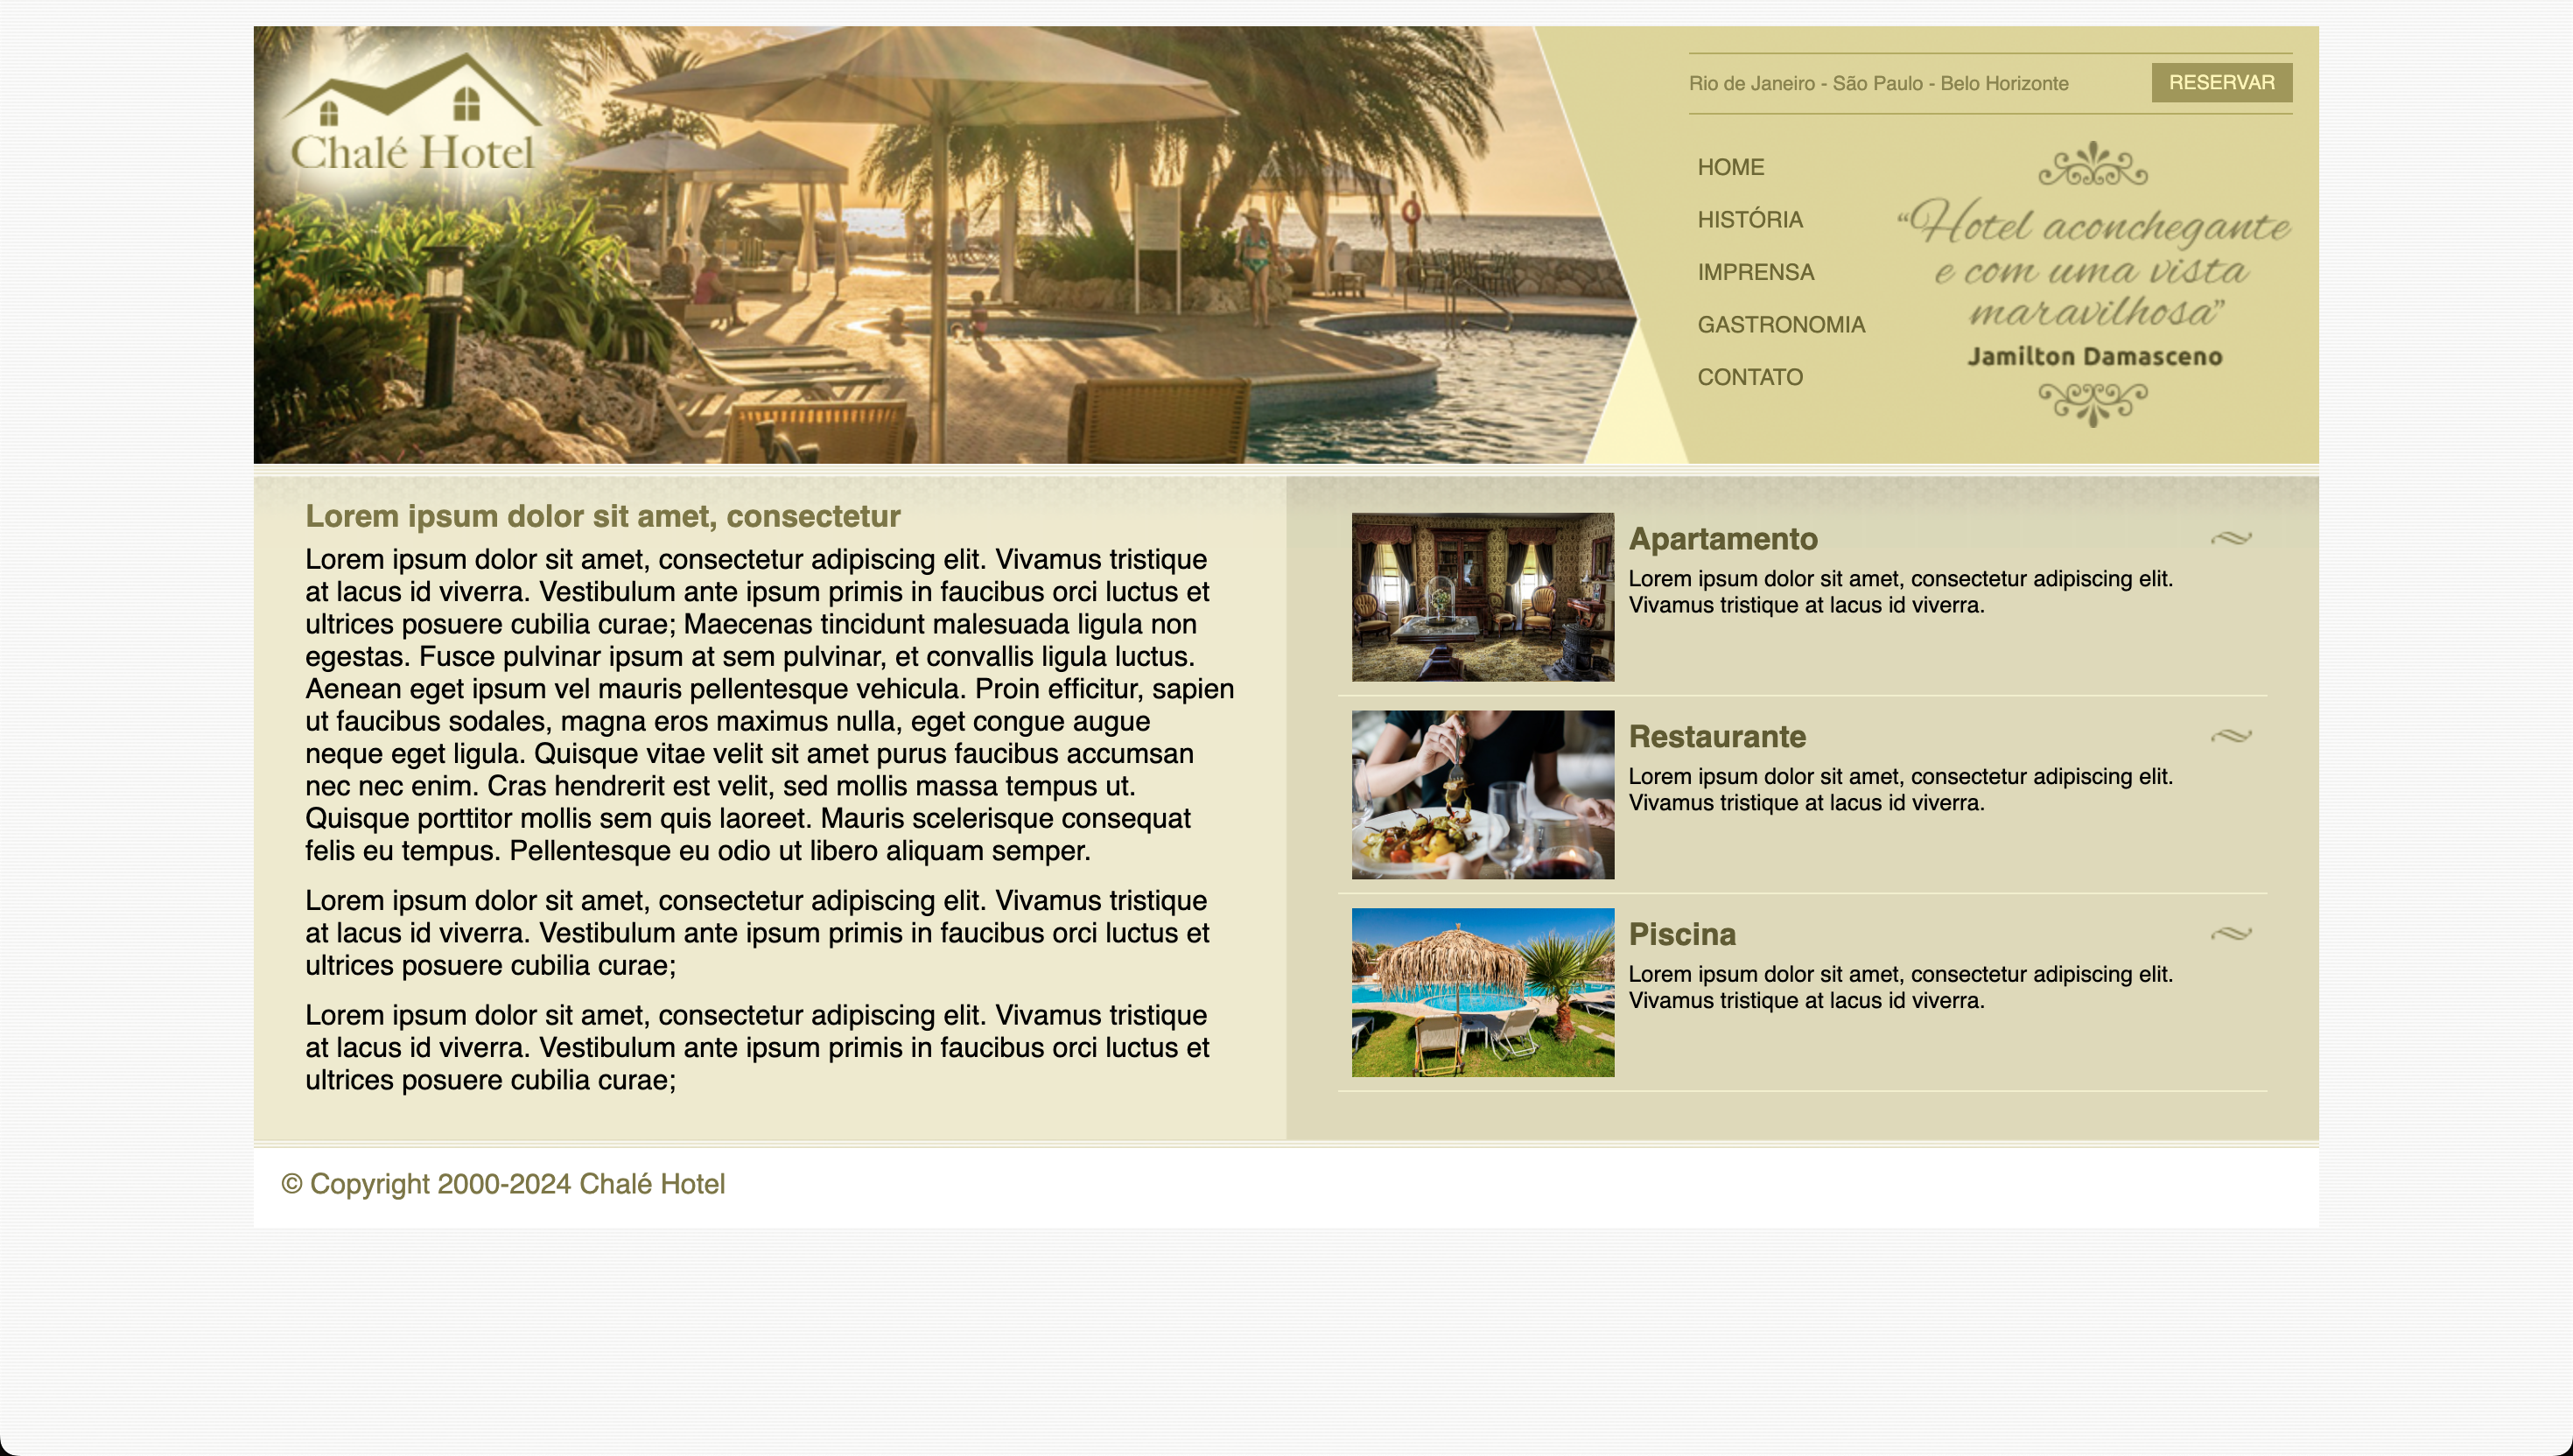 Chalé Hotel
Rio de Janeiro - São Paulo - Belo Horizonte
RESERVAR
HOME
HISTÓRIA
IMPRENSA
GASTRONOMIA
CONTATO
“Hotel aconchegante
e com uma vista
maravilhosa”
Jamilton Damasceno
Lorem ipsum dolor sit amet, consectetur
Lorem ipsum dolor sit amet, consectetur adipiscing elit. Vivamus tristique
at lacus id viverra. Vestibulum ante ipsum primis in faucibus orci luctus et
ultrices posuere cubilia curae; Maecenas tincidunt malesuada ligula non
egestas. Fusce pulvinar ipsum at sem pulvinar, et convallis ligula luctus.
Aenean eget ipsum vel mauris pellentesque vehicula. Proin efficitur, sapien
ut faucibus sodales, magna eros maximus nulla, eget congue augue
neque eget ligula. Quisque vitae velit sit amet purus faucibus accumsan
nec nec enim. Cras hendrerit est velit, sed mollis massa tempus ut.
Quisque porttitor mollis sem quis laoreet. Mauris scelerisque consequat
felis eu tempus. Pellentesque eu odio ut libero aliquam semper.
Lorem ipsum dolor sit amet, consectetur adipiscing elit. Vivamus tristique
at lacus id viverra. Vestibulum ante ipsum primis in faucibus orci luctus et
ultrices posuere cubilia curae;
Lorem ipsum dolor sit amet, consectetur adipiscing elit. Vivamus tristique
at lacus id viverra. Vestibulum ante ipsum primis in faucibus orci luctus et
ultrices posuere cubilia curae;
Apartamento
Lorem ipsum dolor sit amet, consectetur adipiscing elit.
Vivamus tristique at lacus id viverra.
Restaurante
Lorem ipsum dolor sit amet, consectetur adipiscing elit.
Vivamus tristique at lacus id viverra.
Piscina
Lorem ipsum dolor sit amet, consectetur adipiscing elit.
Vivamus tristique at lacus id viverra.
© Copyright 2000-2024 Chalé Hotel